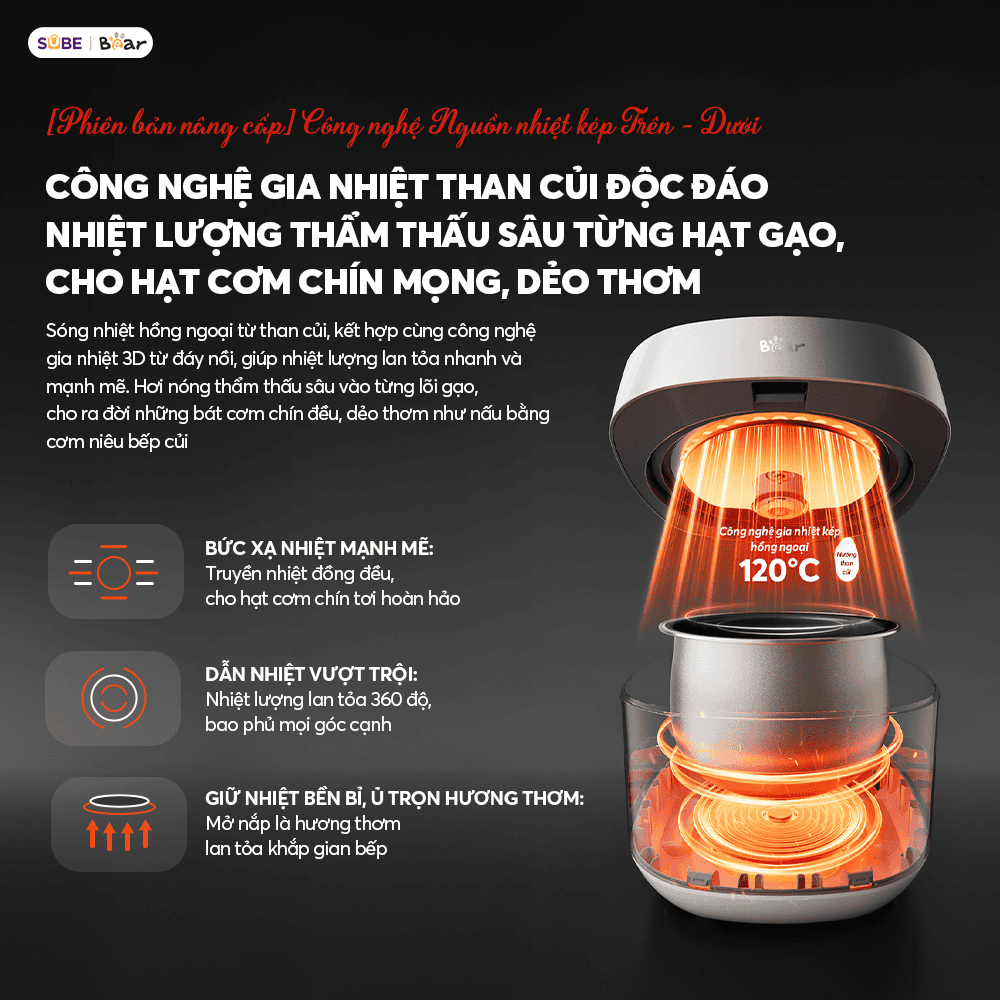 SUBE | Bear
[Phiên bản nâng cấp] Công nghệ Nguồn nhiệt kép Trên - Dưới
CÔNG NGHỆ GIA NHIỆT THAN CỦI ĐỘC ĐÁO
NHIỆT LƯỢNG THẨM THẤU SÂU TỪNG HẠT GẠO,
CHO HẠT CƠM CHÍN MỌNG, DẺO THƠM
Sóng nhiệt hồng ngoại từ than củi, kết hợp cùng công nghệ
gia nhiệt 3D từ đáy nồi, giúp nhiệt lượng lan tỏa nhanh và
mạnh mẽ. Hơi nóng thẩm thấu sâu vào từng lõi gạo,
cho ra đời những bát cơm chín đều, dẻo thơm như nấu bằng
cơm niêu bếp củi
Bear
Công nghệ gia nhiệt kép
hồng ngoại
120°C
Nướng
than
củi
BỨC XẠ NHIỆT MẠNH MẼ:
Truyền nhiệt đồng đều,
cho hạt cơm chín tơi hoàn hảo
DẪN NHIỆT VƯỢT TRỘI:
Nhiệt lượng lan tỏa 360 độ,
bao phủ mọi góc cạnh
GIỮ NHIỆT BỀN BỈ, Ủ TRỌN HƯƠNG THƠM:
Mở nắp là hương thơm
lan tỏa khắp gian bếp